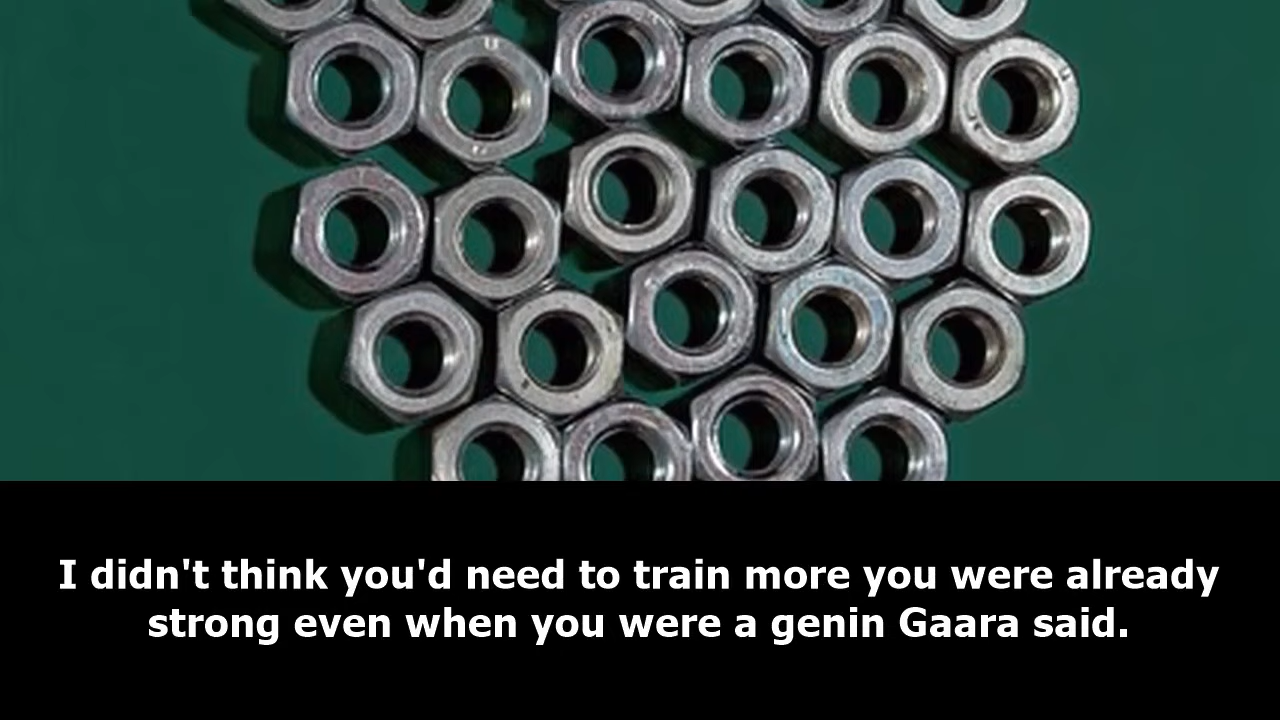 I didn't think you'd need to train more you were already
strong even when you were a genin Gaara said.